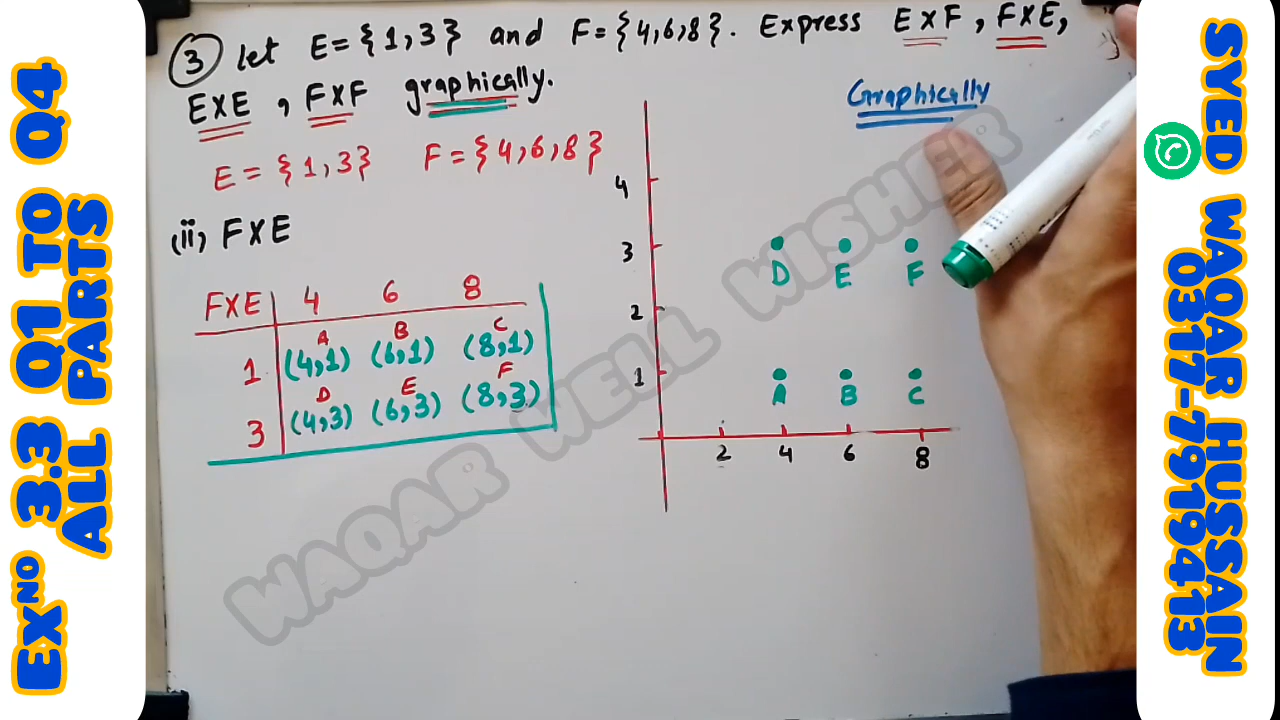 EXᴺᴼ 3.3 Q1 TO Q4
ALL PARTS
3 let E = {1,3} and F = {4,6,8}. Express E×F, F×E,
E×E, F×F graphically.
E = {1,3} F = {4,6,8}
(ii) F×E
F×E 4 6 8
A B C
1 (4,1) (6,1) (8,1)
D E F
3 (4,3) (6,3) (8,3)
Graphically
4
3
D E F
2
1
A B C
2 4 6 8
WAQAR WELL WISHER
SYED WAQAR HUSSAIN
0317-7919413